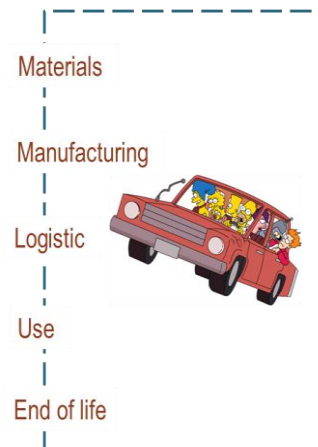 Materials
Manufacturing
Logistic
Use
End of life